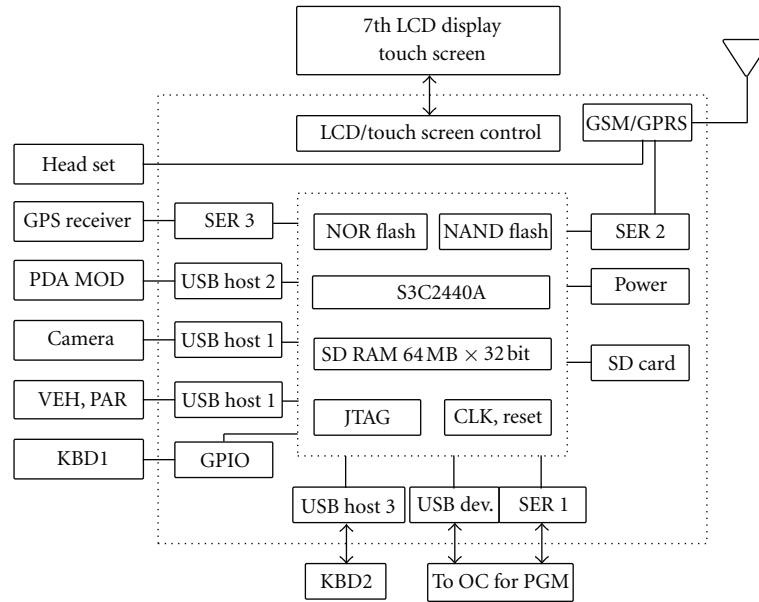 7th LCD display
touch screen
LCD/touch screen control
GSM/GPRS
Head set
GPS receiver
SER 3
NOR flash
NAND flash
SER 2
PDA MOD
USB host 2
S3C2440A
Power
Camera
USB host 1
SD RAM 64 MB × 32 bit
SD card
VEH, PAR
USB host 1
JTAG
CLK, reset
KBD1
GPIO
USB host 3
USB dev.
SER 1
KBD2
To OC for PGM